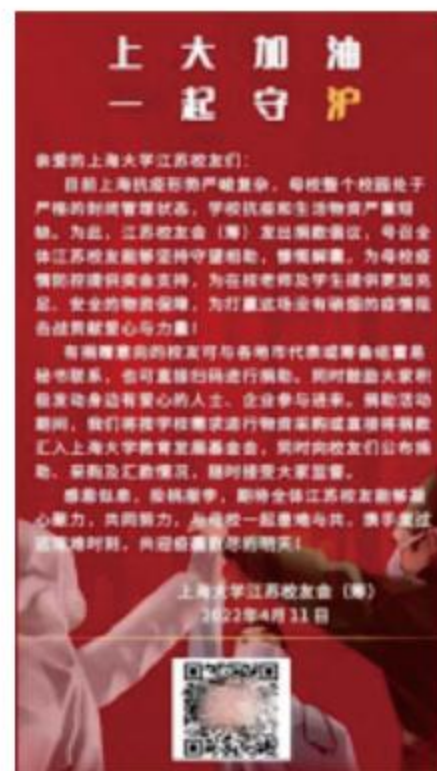 上大加油
一起守沪
亲爱的上海大学江苏校友们：
目前上海抗疫形势严峻复杂，母校整个校园处于
严格的封闭管理状态，学校抗疫和生活物资严重短
缺。为此，江苏校友会（筹）发出捐款倡议，号召全
体江苏校友能够坚持守望相助，慷慨解囊，为母校疫
情防控提供资金支持，为在校老师及学生提供更加充
足、安全的物资保障，为打赢这场没有硝烟的疫情阻
击战贡献爱心与力量！
有捐赠意向的校友可与各地市代表或筹备组
秘书联系，也可直接扫码进行捐助。同时鼓励大家积
极发动身边有爱心的人士、企业参与进来。捐助活动
期间，我们将按学校需求进行物资采购或直接将捐款
汇入上海大学教育发展基金会，同时向校友们公布捐
助、采购及汇款情况，随时接受大家监督。
感恩似息，投桃报李，期待全体江苏校友能够凝
心聚力，共同努力，与母校一起患难与共，携手度过
艰难时刻，共迎疫霾散尽的明天！
上海大学江苏校友会（筹）
2022年4月11日